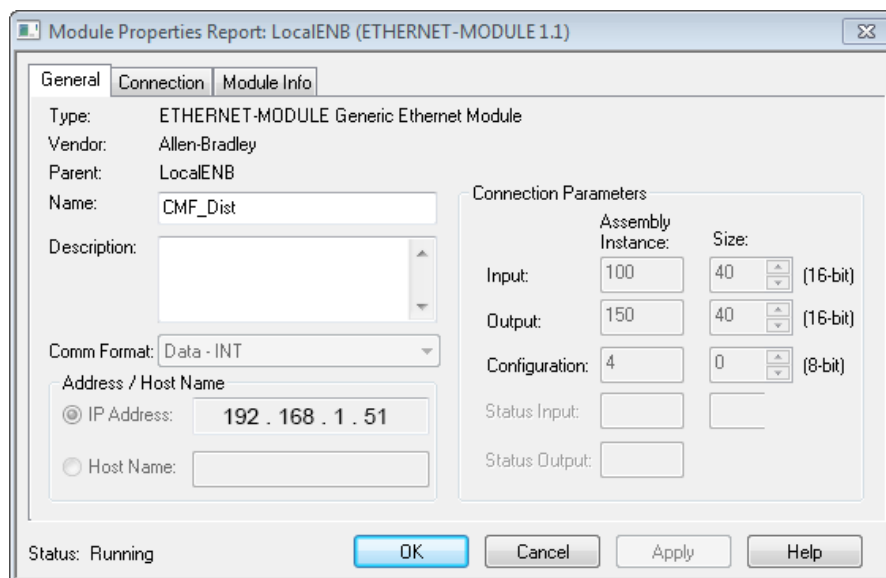 Module Properties Report: LocalENB (ETHERNET-MODULE 1.1)
General Connection Module Info
Type: ETHERNET-MODULE Generic Ethernet Module
Vendor: Allen-Bradley
Parent: LocalENB
Name: CMF_Dist
Description:
Comm Format: Data - INT
Address / Host Name
IP Address: 192 . 168 . 1 . 51
Host Name:
Connection Parameters
Assembly
Instance: Size:
Input: 100 40 (16-bit)
Output: 150 40 (16-bit)
Configuration: 4 0 (8-bit)
Status Input:
Status Output:
Status: Running OK Cancel Apply Help